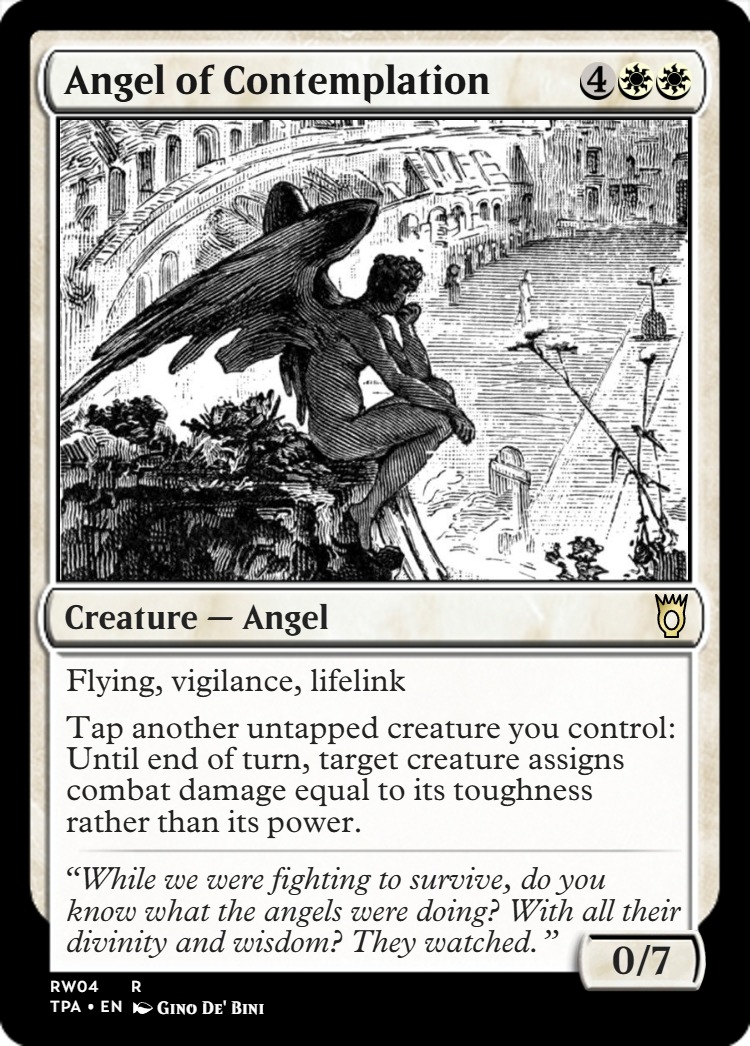 Angel of Contemplation 4
Creature — Angel
Flying, vigilance, lifelink
Tap another untapped creature you control:
Until end of turn, target creature assigns
combat damage equal to its toughness
rather than its power.
“While we were fighting to survive, do you
know what the angels were doing? With all their
divinity and wisdom? They watched.”
0/7
RW04 R
TPA • EN Gino De' Bini